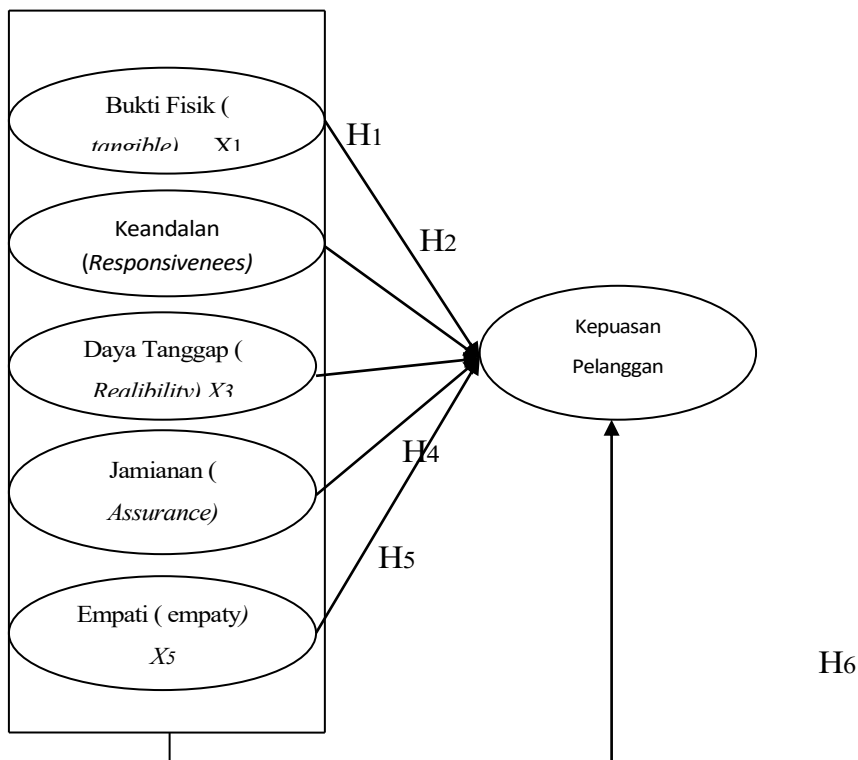 Bukti Fisik (
tangible) X1
H1
Keandalan
(Responsivenees)
H2
Daya Tanggap (
Realibility) X3
Kepuasan
Pelanggan
Jamianan (
Assurance)
H4
Empati ( empaty)
X5
H5
H6